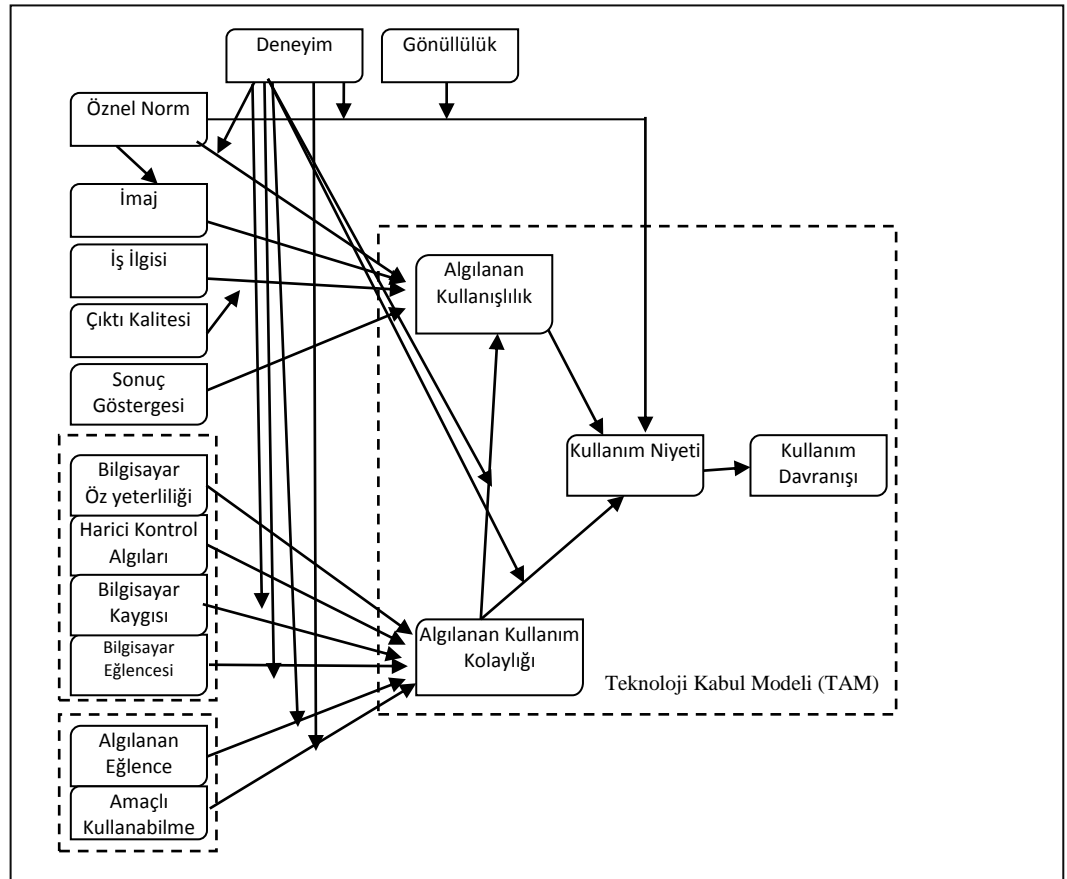 Deneyim
Gönüllülük
Öznel Norm
İmaj
İş İlgisi
Çıktı Kalitesi
Sonuç
Göstergesi
Algılanan
Kullanışlılık
Kullanım Niyeti
Kullanım
Davranışı
Bilgisayar
Öz yeterliliği
Harici Kontrol
Algıları
Bilgisayar
Kaygısı
Bilgisayar
Eğlencesi
Algılanan Kullanım
Kolaylığı
Teknoloji Kabul Modeli (TAM)
Algılanan
Eğlence
Amaçlı
Kullanabilme